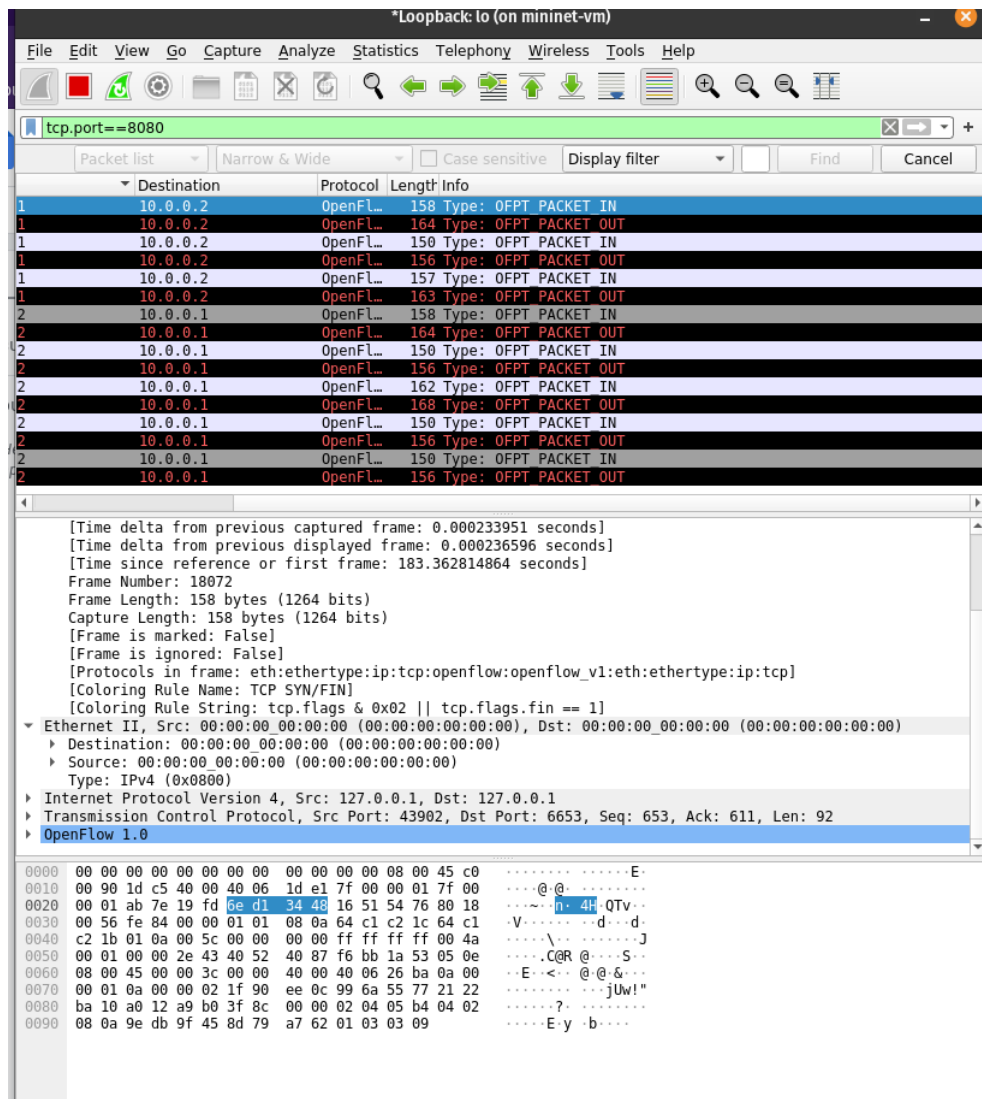 *Loopback: lo (on mininet-vm)
File Edit View Go Capture Analyze Statistics Telephony Wireless Tools Help
tcp.port==8080
Packet list Narrow & Wide Case sensitive Display filter Find Cancel
Destination Protocol Length Info
1 10.0.0.2 OpenFl… 158 Type: OFPT_PACKET_IN
1 10.0.0.2 OpenFl… 164 Type: OFPT_PACKET_OUT
1 10.0.0.2 OpenFl… 150 Type: OFPT_PACKET_IN
1 10.0.0.2 OpenFl… 156 Type: OFPT_PACKET_OUT
1 10.0.0.2 OpenFl… 157 Type: OFPT_PACKET_IN
1 10.0.0.2 OpenFl… 163 Type: OFPT_PACKET_OUT
2 10.0.0.1 OpenFl… 158 Type: OFPT_PACKET_IN
2 10.0.0.1 OpenFl… 164 Type: OFPT_PACKET_OUT
2 10.0.0.1 OpenFl… 150 Type: OFPT_PACKET_IN
2 10.0.0.1 OpenFl… 156 Type: OFPT_PACKET_OUT
2 10.0.0.1 OpenFl… 162 Type: OFPT_PACKET_IN
2 10.0.0.1 OpenFl… 168 Type: OFPT_PACKET_OUT
2 10.0.0.1 OpenFl… 150 Type: OFPT_PACKET_IN
2 10.0.0.1 OpenFl… 156 Type: OFPT_PACKET_OUT
2 10.0.0.1 OpenFl… 150 Type: OFPT_PACKET_IN
2 10.0.0.1 OpenFl… 156 Type: OFPT_PACKET_OUT
[Time delta from previous captured frame: 0.000233951 seconds]
[Time delta from previous displayed frame: 0.000236596 seconds]
[Time since reference or first frame: 183.362814864 seconds]
Frame Number: 18072
Frame Length: 158 bytes (1264 bits)
Capture Length: 158 bytes (1264 bits)
[Frame is marked: False]
[Frame is ignored: False]
[Protocols in frame: eth:ethertype:ip:tcp:openflow:openflow_v1:eth:ethertype:ip:tcp]
[Coloring Rule Name: TCP SYN/FIN]
[Coloring Rule String: tcp.flags & 0x02 || tcp.flags.fin == 1]
Ethernet II, Src: 00:00:00_00:00:00 (00:00:00:00:00:00), Dst: 00:00:00_00:00:00 (00:00:00:00:00:00)
Destination: 00:00:00_00:00:00 (00:00:00:00:00:00)
Source: 00:00:00_00:00:00 (00:00:00:00:00:00)
Type: IPv4 (0x0800)
Internet Protocol Version 4, Src: 127.0.0.1, Dst: 127.0.0.1
Transmission Control Protocol, Src Port: 43902, Dst Port: 6653, Seq: 653, Ack: 611, Len: 92
OpenFlow 1.0
0000 00 00 00 00 00 00 00 00 00 00 00 00 08 00 45 c0 ········ ······E·
0010 00 90 1d c5 40 00 40 06 1d e1 7f 00 00 01 7f 00 ····@·@· ········
0020 00 01 ab 7e 19 fd 6e d1 34 48 16 51 54 76 80 18 ···~··n· 4H·QTv··
0030 00 56 fe 84 00 00 01 01 08 0a 64 c1 c2 1c 64 c1 ·V······ ··d···d·
0040 c2 1b 01 0a 00 5c 00 00 00 00 ff ff ff ff 00 4a ·····\·· ·······J
0050 00 01 00 00 2e 43 40 52 40 87 f6 bb 1a 53 05 0e ····.C@R @····S··
0060 08 00 45 00 00 3c 00 00 40 00 40 06 26 ba 0a 00 ··E··<·· @·@·&···
0070 00 01 0a 00 00 02 1f 90 ee 0c 99 6a 55 77 21 22 ········ ···jUw!"
0080 ba 10 a0 12 a9 b0 3f 8c 00 00 02 04 05 b4 04 02 ······?· ········
0090 08 0a 9e db 9f 45 8d 79 a7 62 01 03 03 09 ·····E·y ·b····